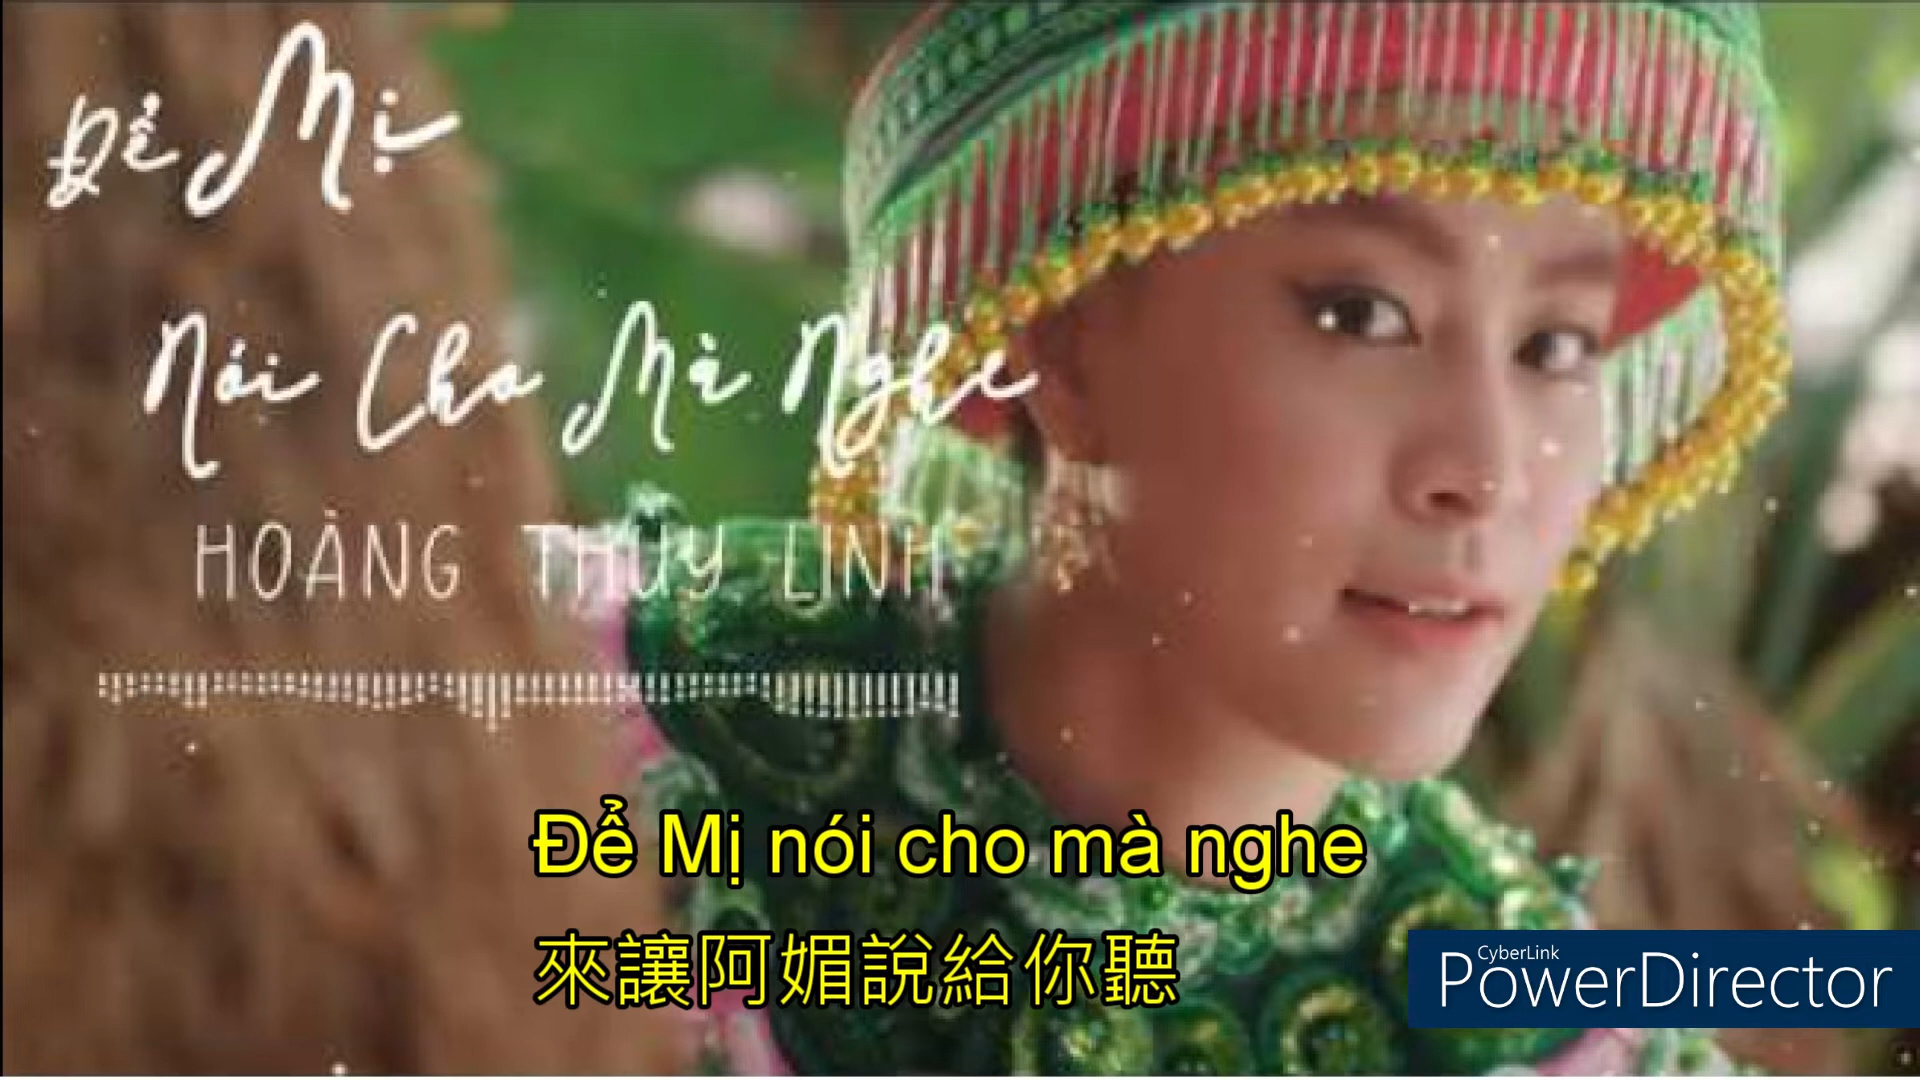 Để Mị
Nói Cho Mà Nghe
HOÀNG THÙY LINH
Để Mị nói cho mà nghe
來讓阿媚說給你聽
CyberLink
PowerDirector